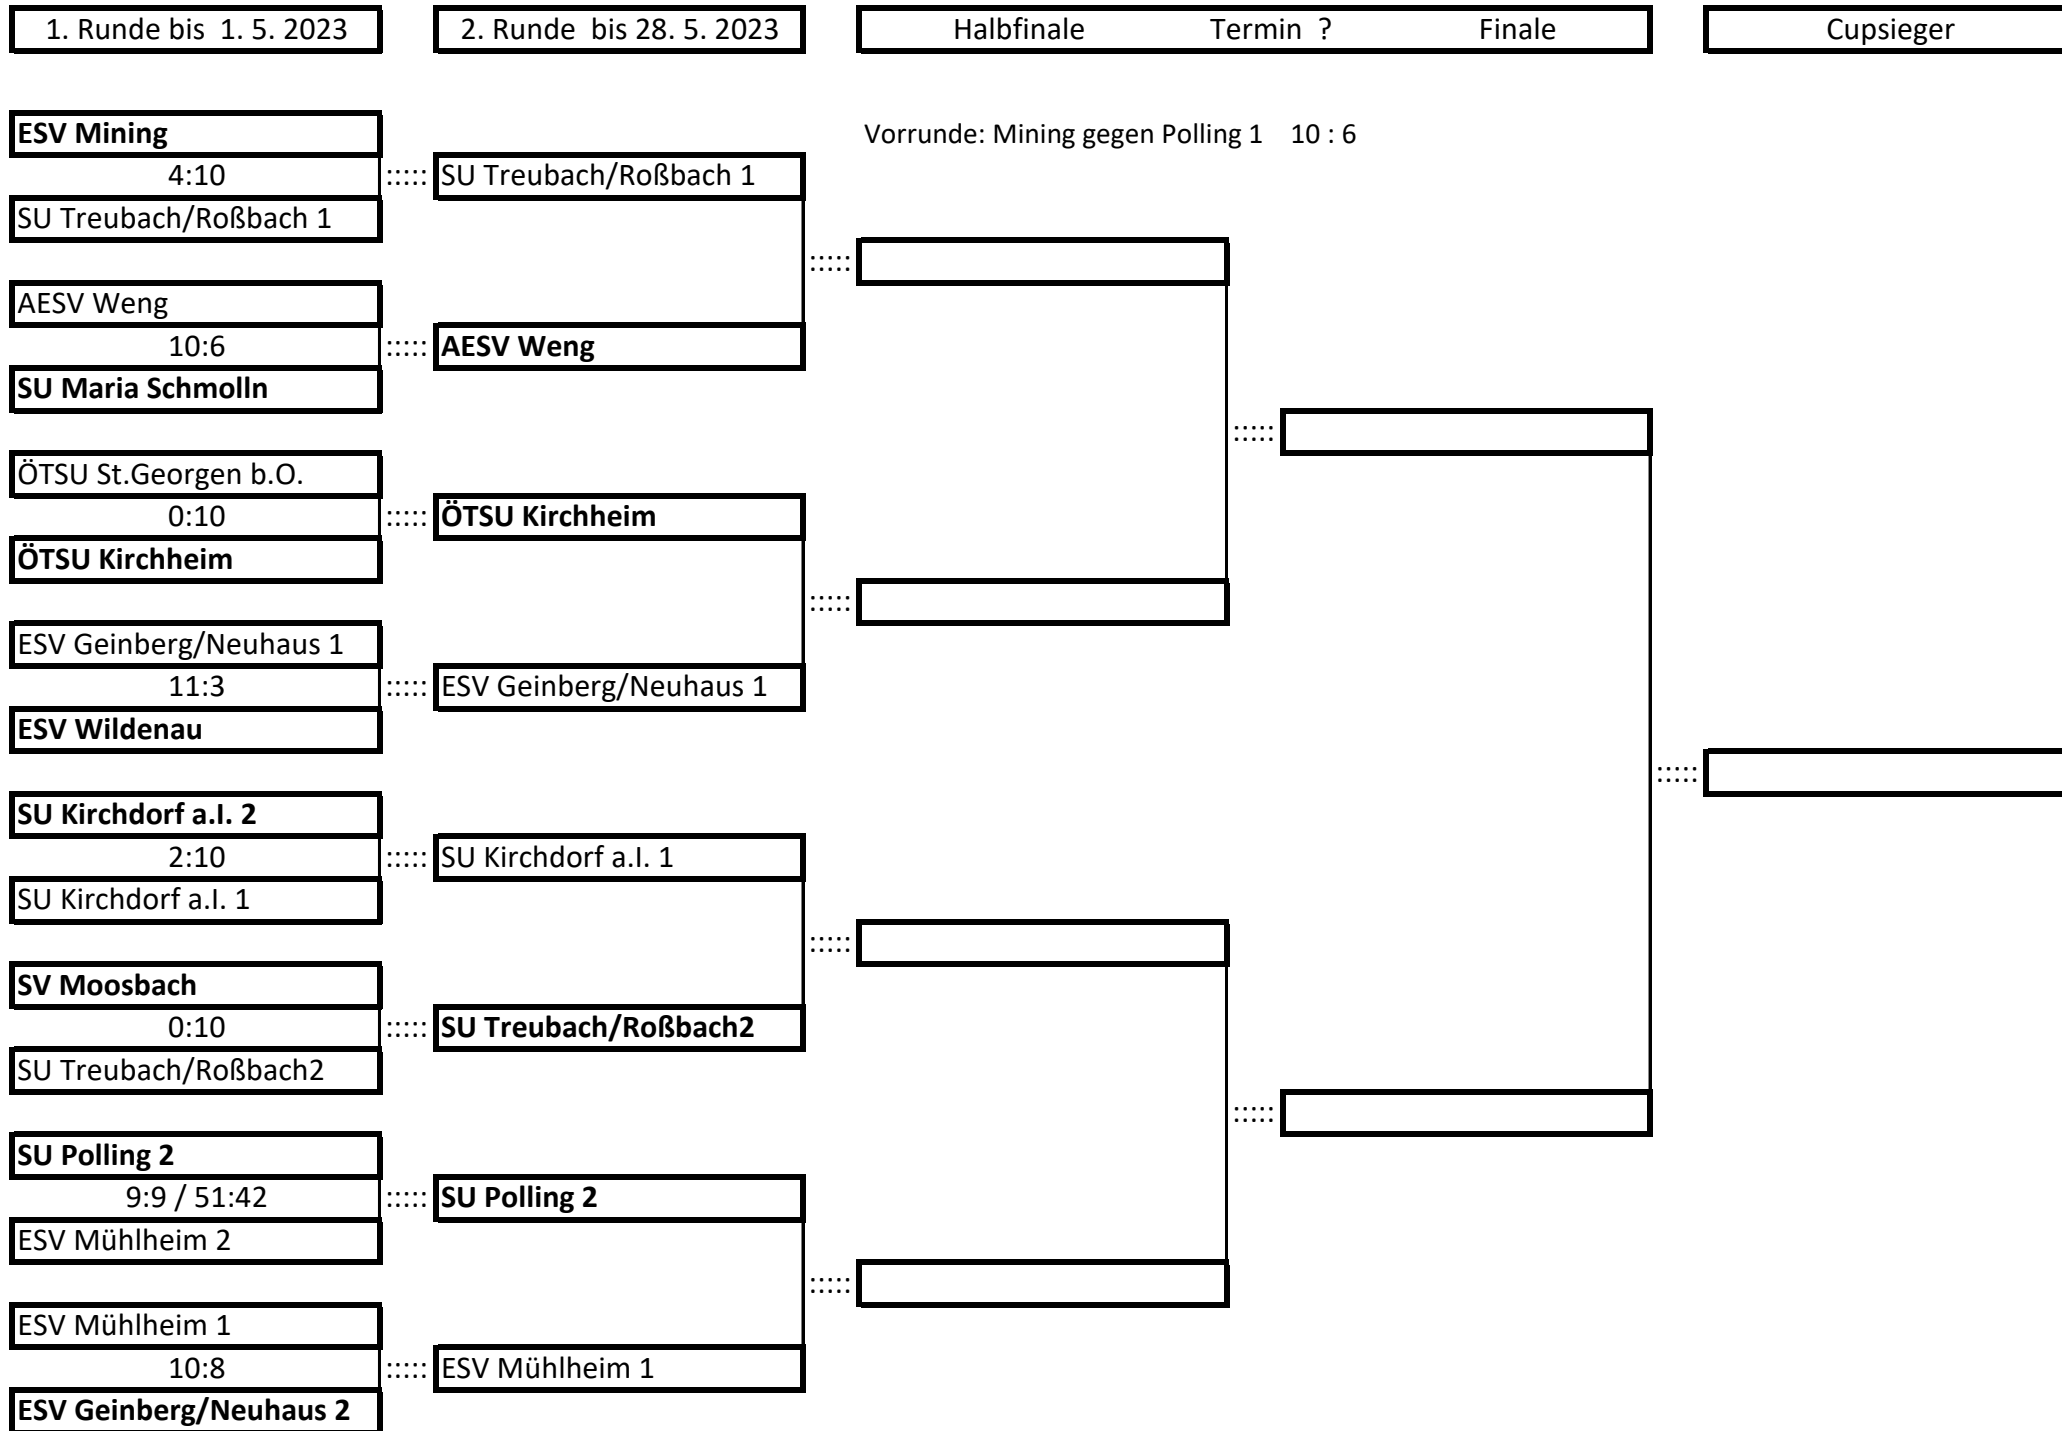 1. Runde bis 1. 5. 2023
2. Runde bis 28. 5. 2023
Halbfinale Termin ? Finale
Cupsieger
ESV Mining
Vorrunde: Mining gegen Polling 1 10 : 6
4:10
::::: SU Treubach/Roßbach 1
SU Treubach/Roßbach 1
:::::
AESV Weng
10:6
::::: AESV Weng
SU Maria Schmolln
:::::
ÖTSU St.Georgen b.O.
0:10
::::: ÖTSU Kirchheim
ÖTSU Kirchheim
:::::
ESV Geinberg/Neuhaus 1
11:3
::::: ESV Geinberg/Neuhaus 1
ESV Wildenau
:::::
SU Kirchdorf a.I. 2
2:10
::::: SU Kirchdorf a.I. 1
SU Kirchdorf a.I. 1
:::::
SV Moosbach
0:10
::::: SU Treubach/Roßbach2
SU Treubach/Roßbach2
:::::
SU Polling 2
9:9 / 51:42
::::: SU Polling 2
ESV Mühlheim 2
:::::
ESV Mühlheim 1
10:8
::::: ESV Mühlheim 1
ESV Geinberg/Neuhaus 2